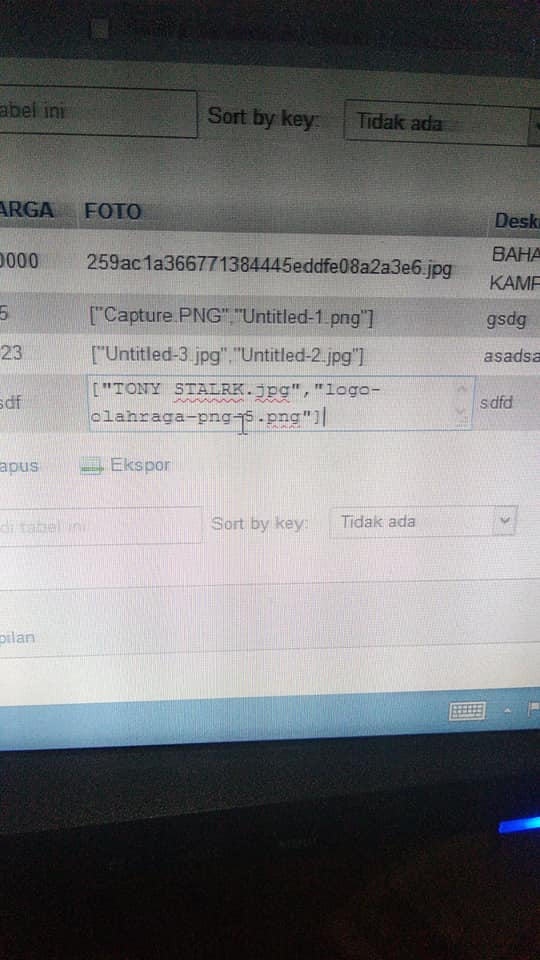 abel ini
Sort by key:
Tidak ada
ARGA
FOTO
Desk
0000
259ac1a366771384445eddfe08a2a3e6.jpg
BAHA
KAMP
5
["Capture.PNG","Untitled-1.png"]
gsdg
23
["Untitled-3.jpg","Untitled-2.jpg"]
asadsa
sdf
["TONY STALRK.jpg","logo-
olahraga-png-5.png"]
sdfd
apus
Ekspor
di tabel ini
Sort by key:
Tidak ada
pilan